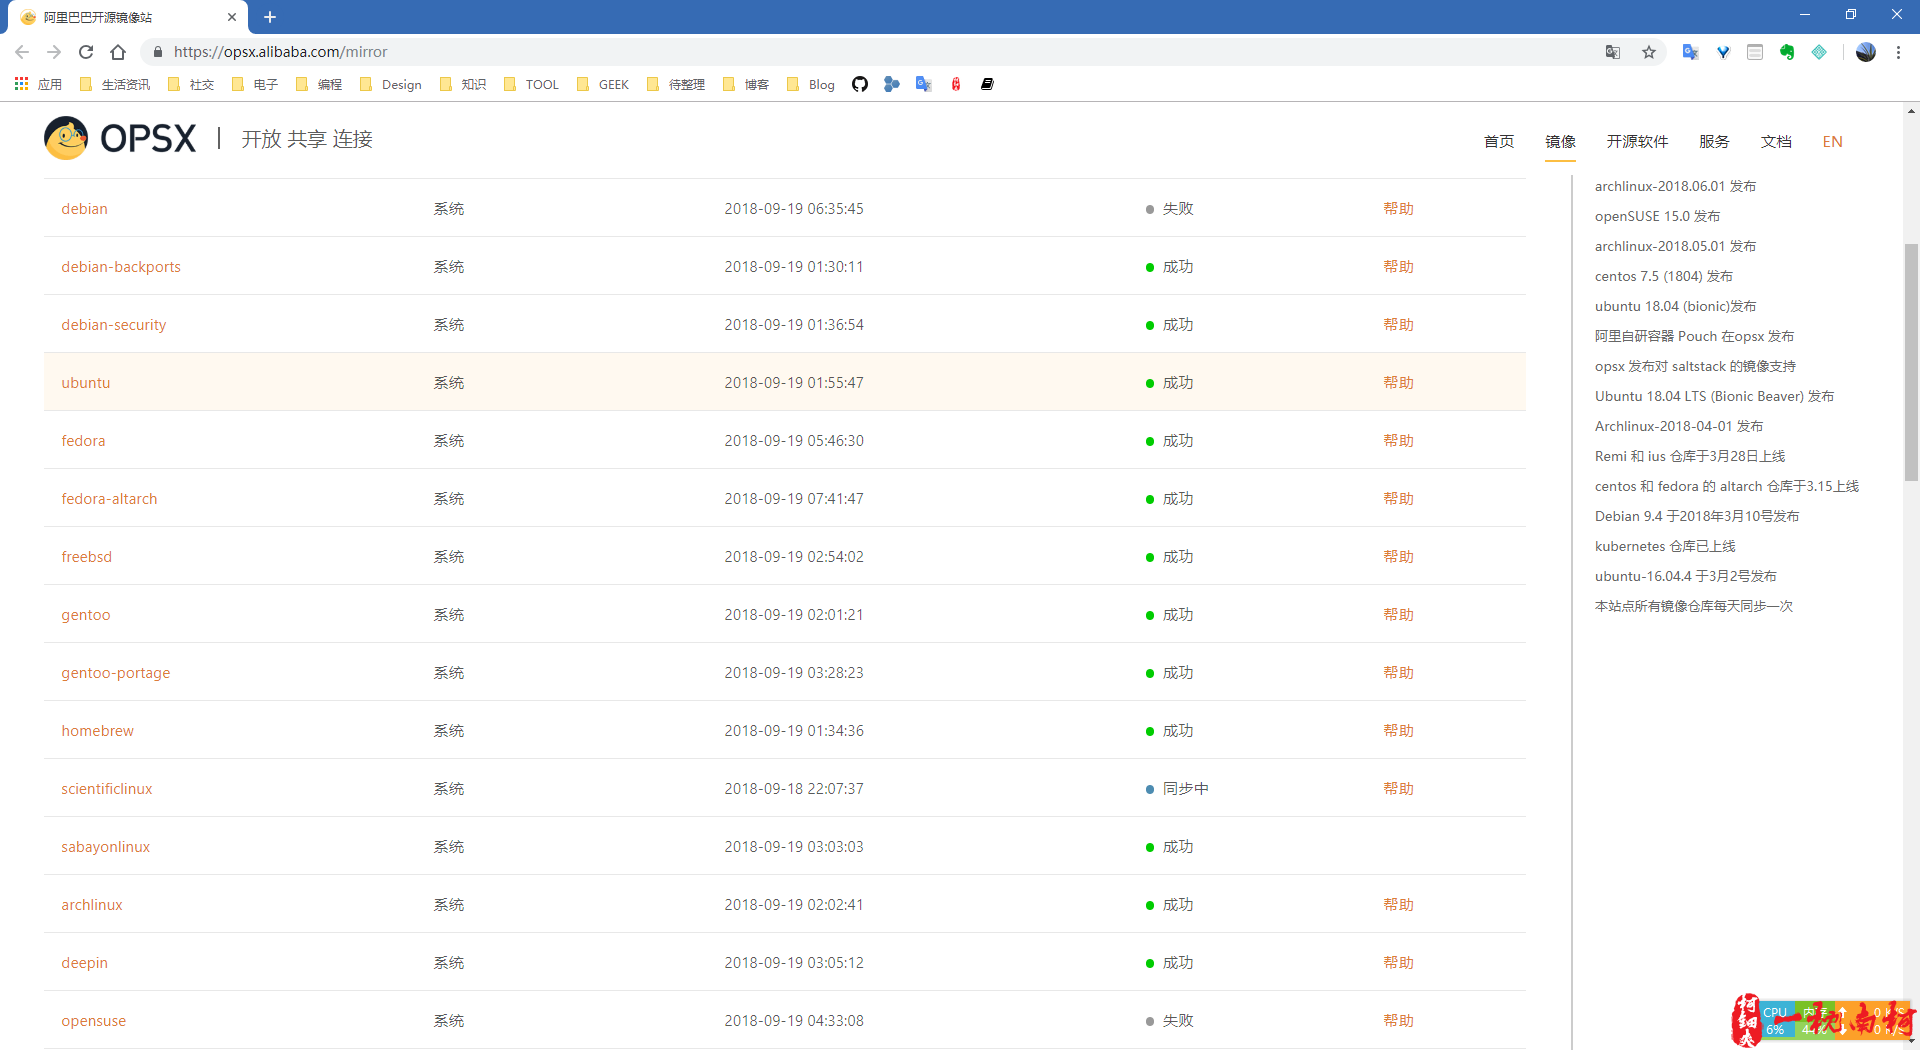 阿里巴巴开源镜像站
https://opsx.alibaba.com/mirror
应用 生活资讯 社交 电子 编程 Design 知识 TOOL GEEK 待整理 博客 Blog
OPSX | 开放 共享 连接
首页 镜像 开源软件 服务 文档 EN
debian 系统 2018-09-19 06:35:45 失败 帮助
debian-backports 系统 2018-09-19 01:30:11 成功 帮助
debian-security 系统 2018-09-19 01:36:54 成功 帮助
ubuntu 系统 2018-09-19 01:55:47 成功 帮助
fedora 系统 2018-09-19 05:46:30 成功 帮助
fedora-altarch 系统 2018-09-19 07:41:47 成功 帮助
freebsd 系统 2018-09-19 02:54:02 成功 帮助
gentoo 系统 2018-09-19 02:01:21 成功 帮助
gentoo-portage 系统 2018-09-19 03:28:23 成功 帮助
homebrew 系统 2018-09-19 01:34:36 成功 帮助
scientificlinux 系统 2018-09-18 22:07:37 同步中 帮助
sabayonlinux 系统 2018-09-19 03:03:03 成功
archlinux 系统 2018-09-19 02:02:41 成功 帮助
deepin 系统 2018-09-19 03:05:12 成功 帮助
opensuse 系统 2018-09-19 04:33:08 失败 帮助
archlinux-2018.06.01 发布
openSUSE 15.0 发布
archlinux-2018.05.01 发布
centos 7.5 (1804) 发布
ubuntu 18.04 (bionic)发布
阿里自研容器 Pouch 在opsx 发布
opsx 发布对 saltstack 的镜像支持
Ubuntu 18.04 LTS (Bionic Beaver) 发布
Archlinux-2018-04-01 发布
Remi 和 ius 仓库于3月28日上线
centos 和 fedora 的 altarch 仓库于3.15上线
Debian 9.4 于2018年3月10号发布
kubernetes 仓库已上线
ubuntu-16.04.4 于3月2号发布
本站点所有镜像仓库每天同步一次
CPU 内存
6%
一枕南柯